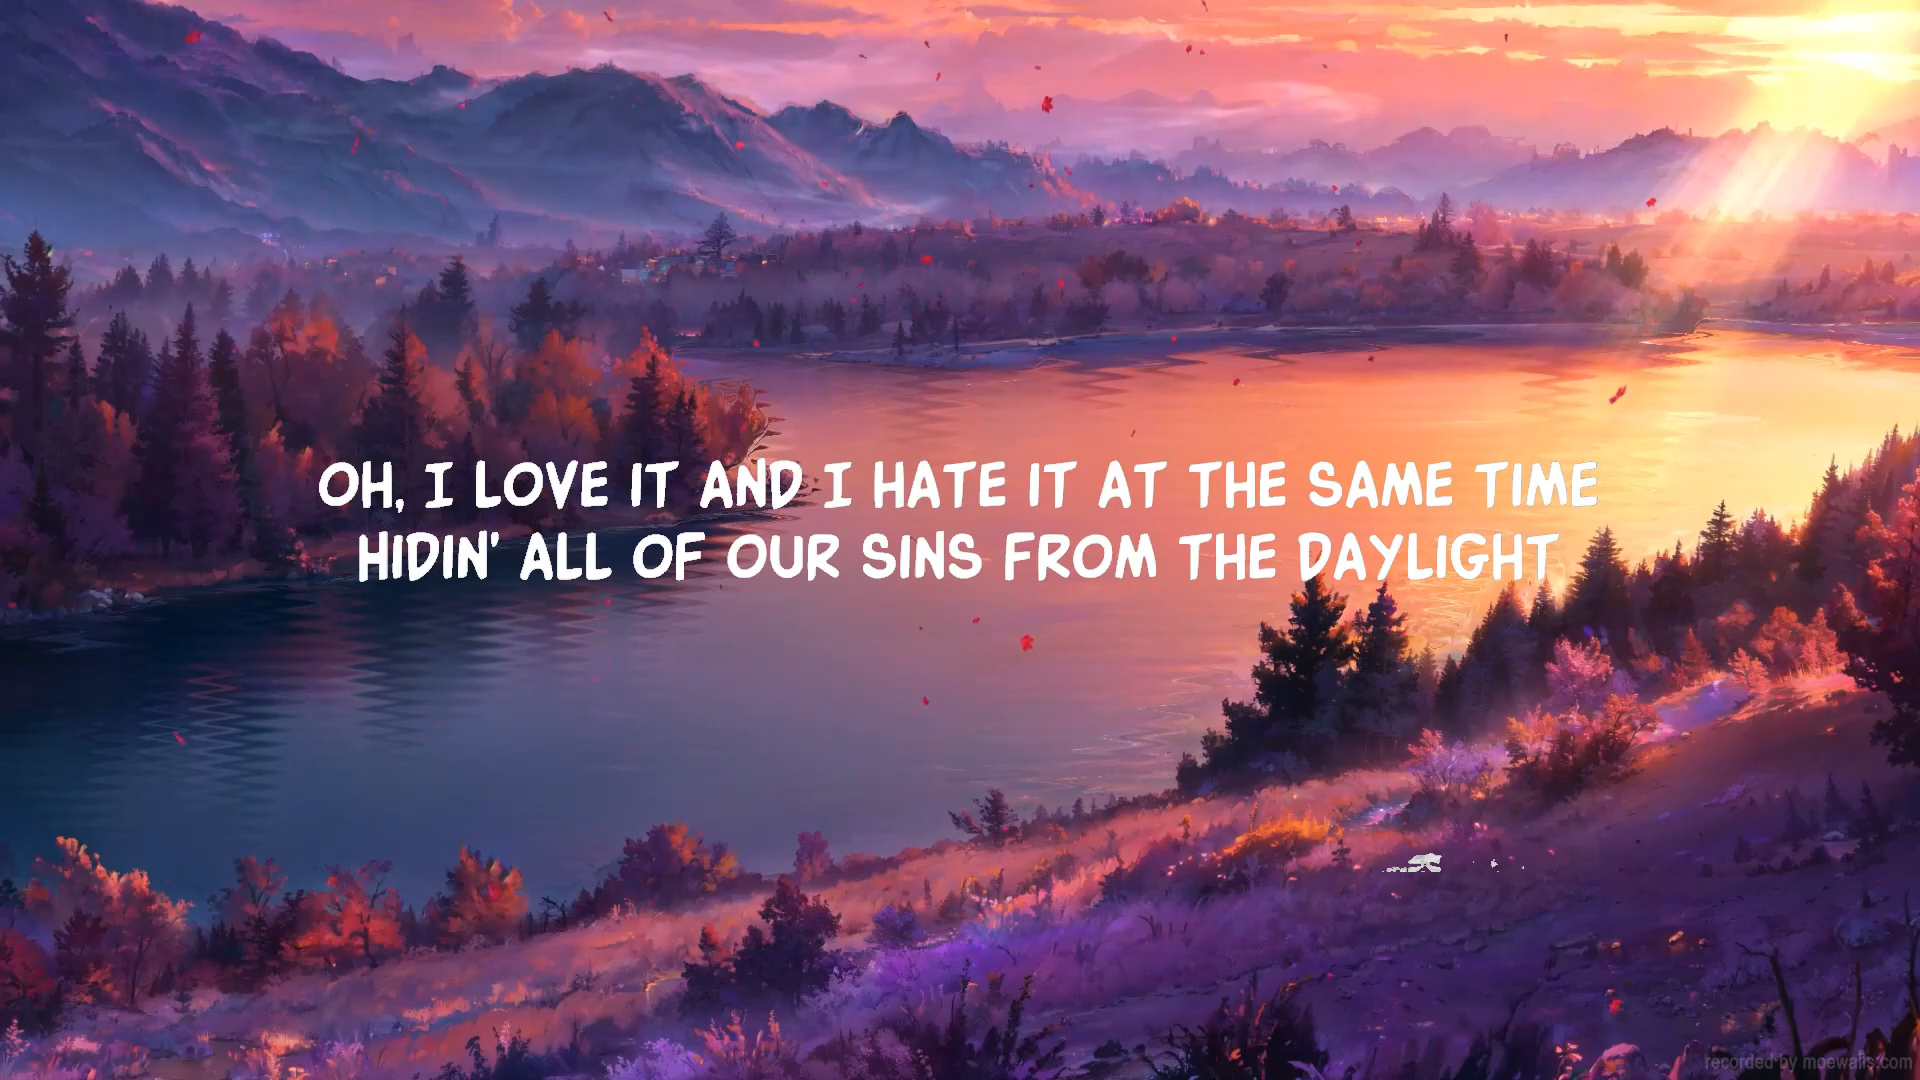 OH, I LOVE IT AND I HATE IT AT THE SAME TIME
HIDIN' ALL OF OUR SINS FROM THE DAYLIGHT
recorded by moewalls.com